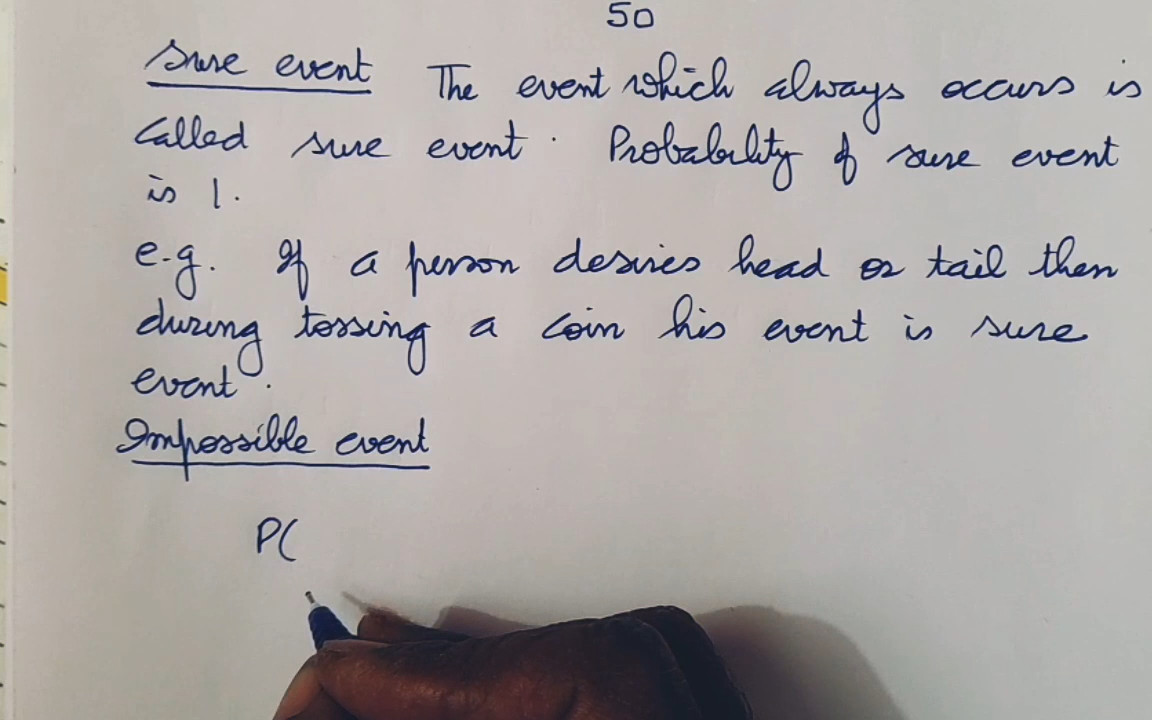 50
Sure event The event which always occurs is
called sure event. Probability of sure event
is 1.
e.g. If a person desires head or tail then
during tossing a coin his event is sure
event.
Impossible event
P(